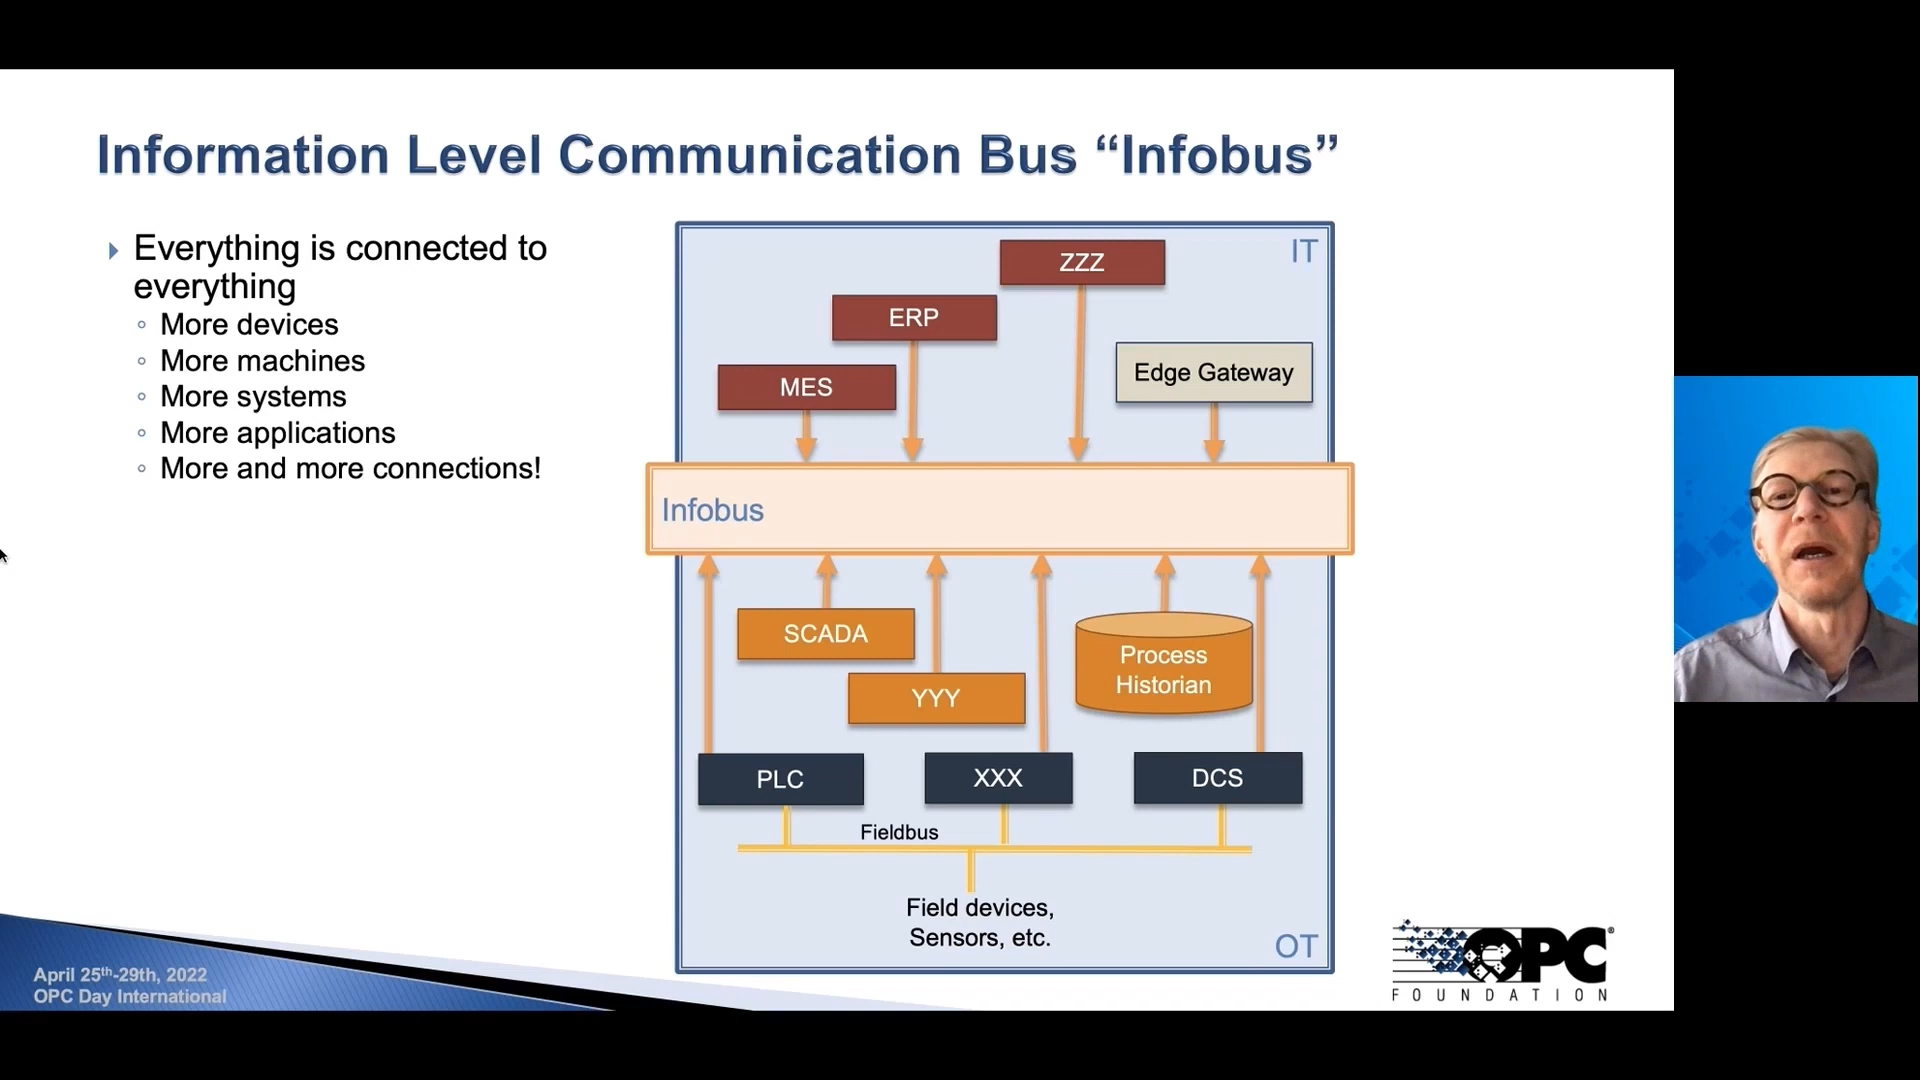 Information Level Communication Bus “Infobus”
Everything is connected to
everything
More devices
More machines
More systems
More applications
More and more connections!
IT
ZZZ
ERP
Edge Gateway
MES
Infobus
SCADA
Process
Historian
YYY
PLC
XXX
DCS
Fieldbus
Field devices,
Sensors, etc.
OT
April 25th-29th, 2022
OPC Day International
OPC®
FOUNDATION